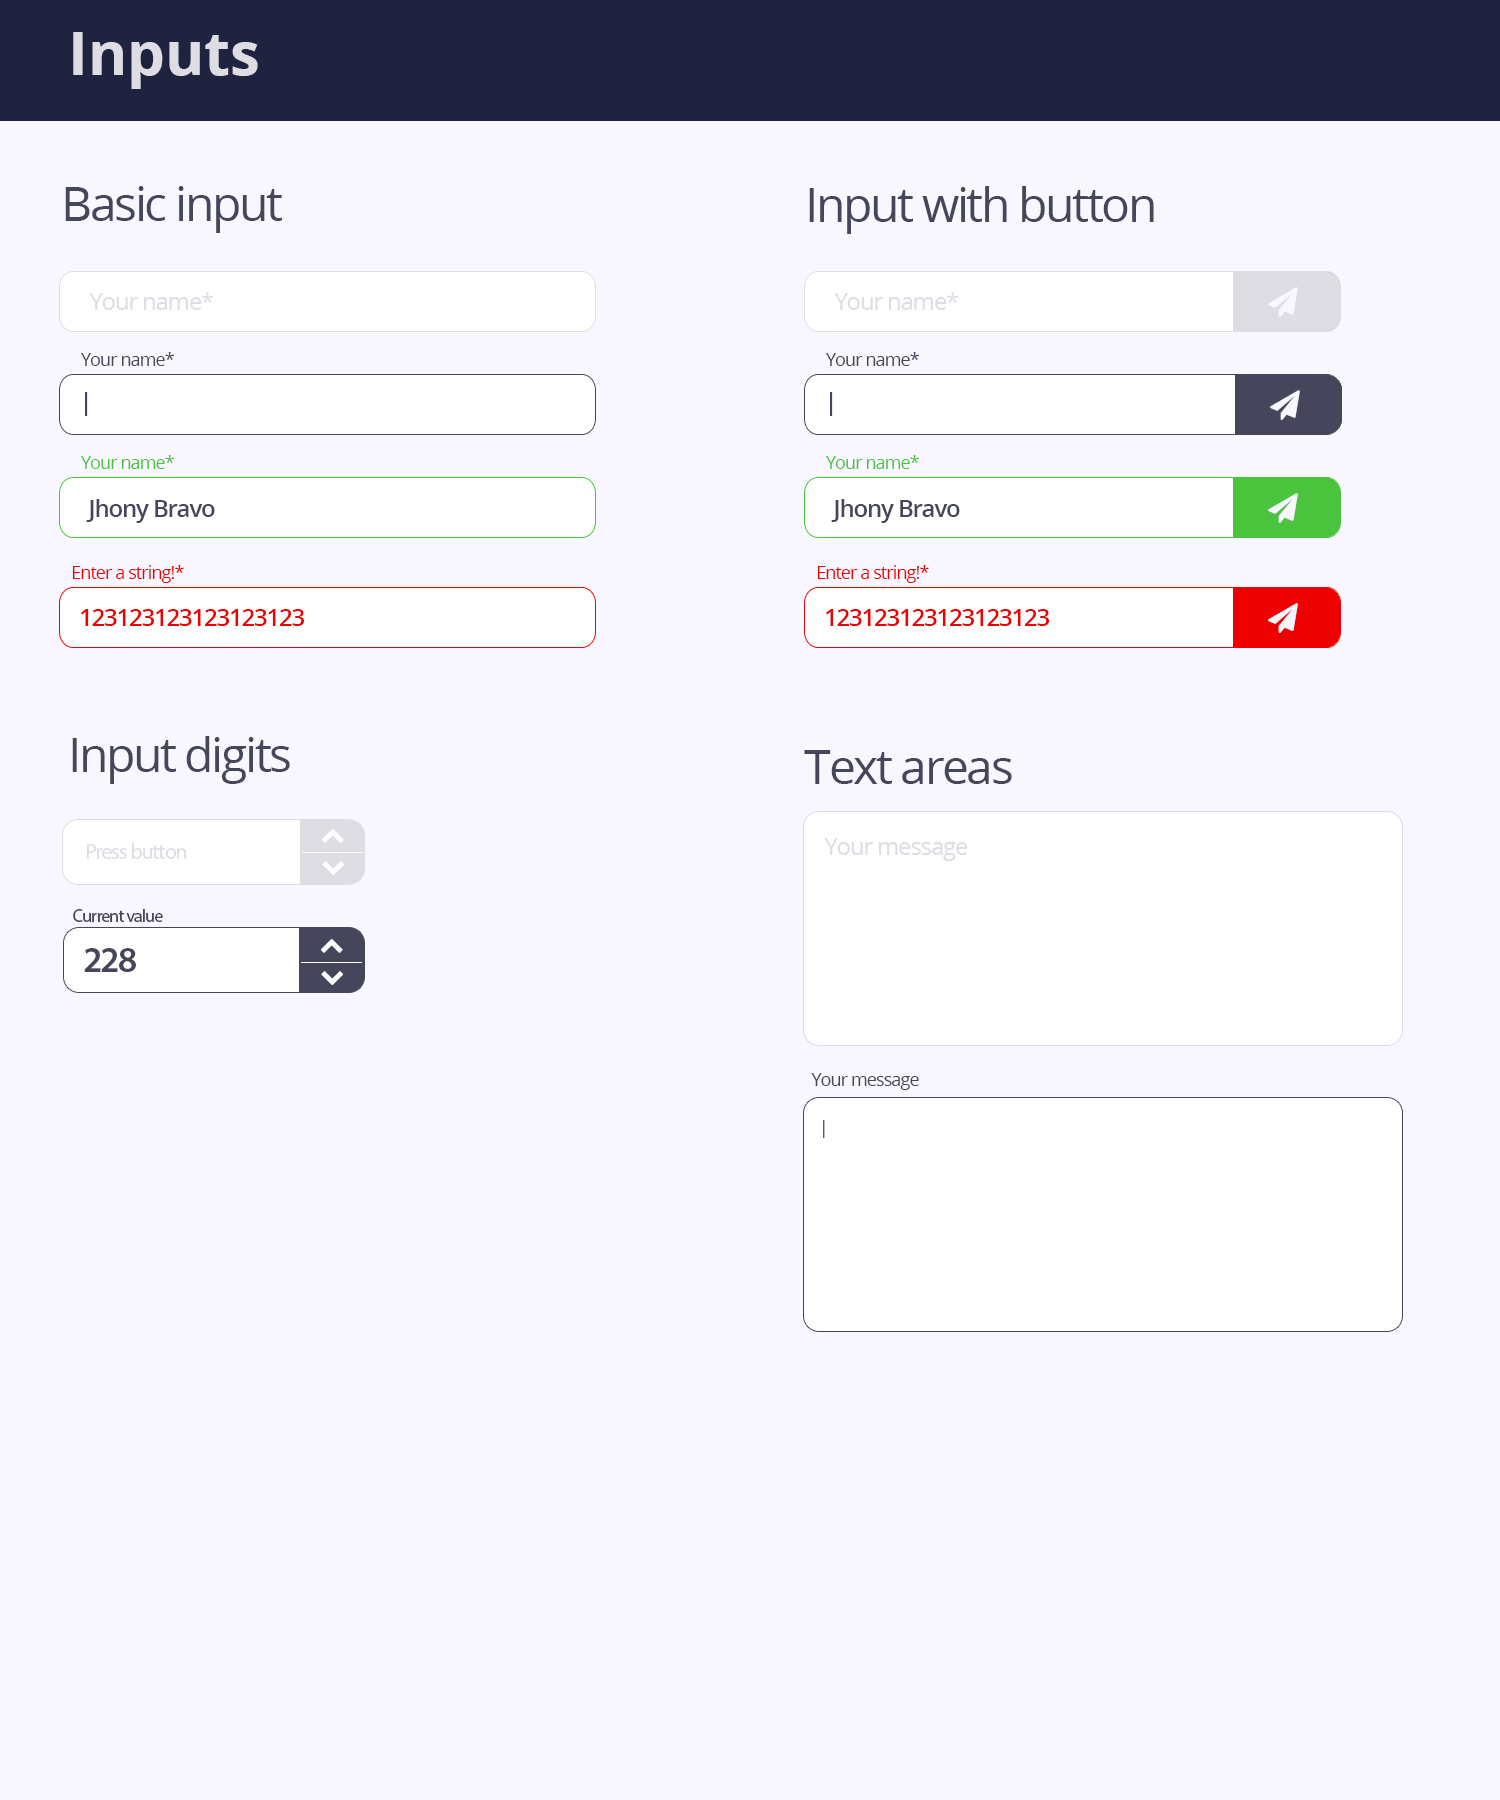 Inputs
Basic input
Your name*
Your name*
Your name*
Jhony Bravo
Enter a string!*
123123123123123123
Input with button
Your name*
Your name*
Your name*
Jhony Bravo
Enter a string!*
123123123123123123
Input digits
Press button
Current value
228
Text areas
Your message
Your message